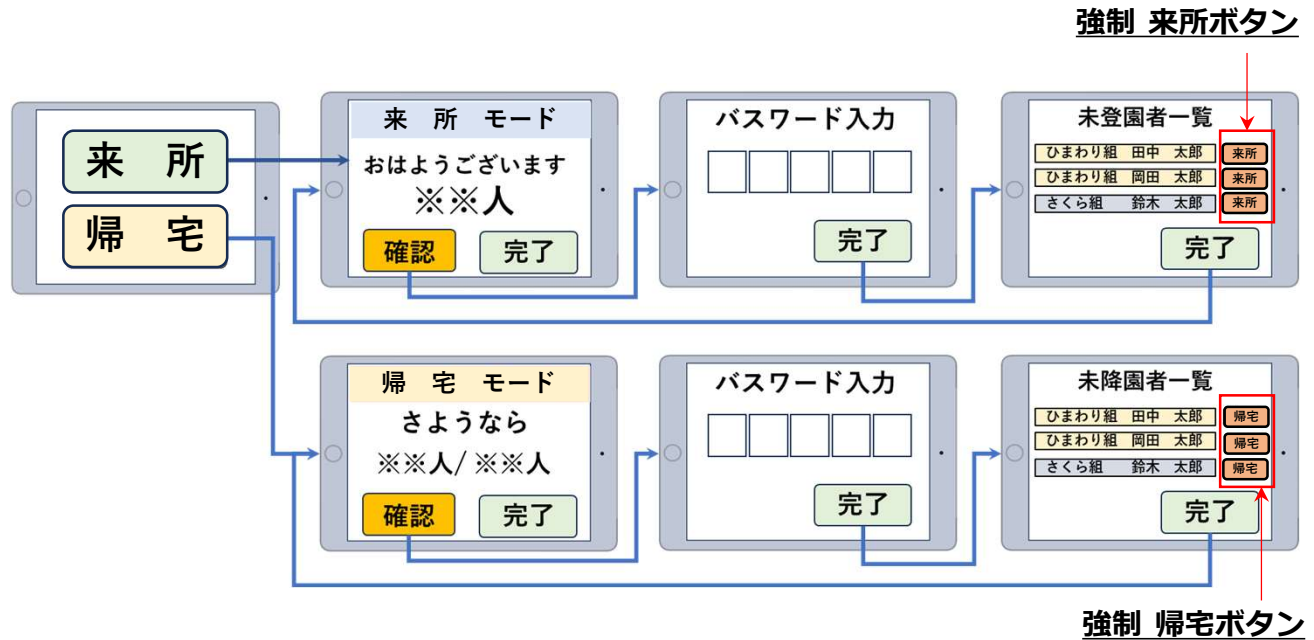 強制 来所ボタン
来 所
帰 宅
来 所 モード
おはようございます
※※人
確認 完了
バスワード入力
完了
未登園者一覧
ひまわり組 田中 太郎 来所
ひまわり組 岡田 太郎 来所
さくら組 鈴木 太郎 来所
完了
帰 宅 モード
さようなら
※※人/ ※※人
確認 完了
バスワード入力
完了
未降園者一覧
ひまわり組 田中 太郎 帰宅
ひまわり組 岡田 太郎 帰宅
さくら組 鈴木 太郎 帰宅
完了
強制 帰宅ボタン